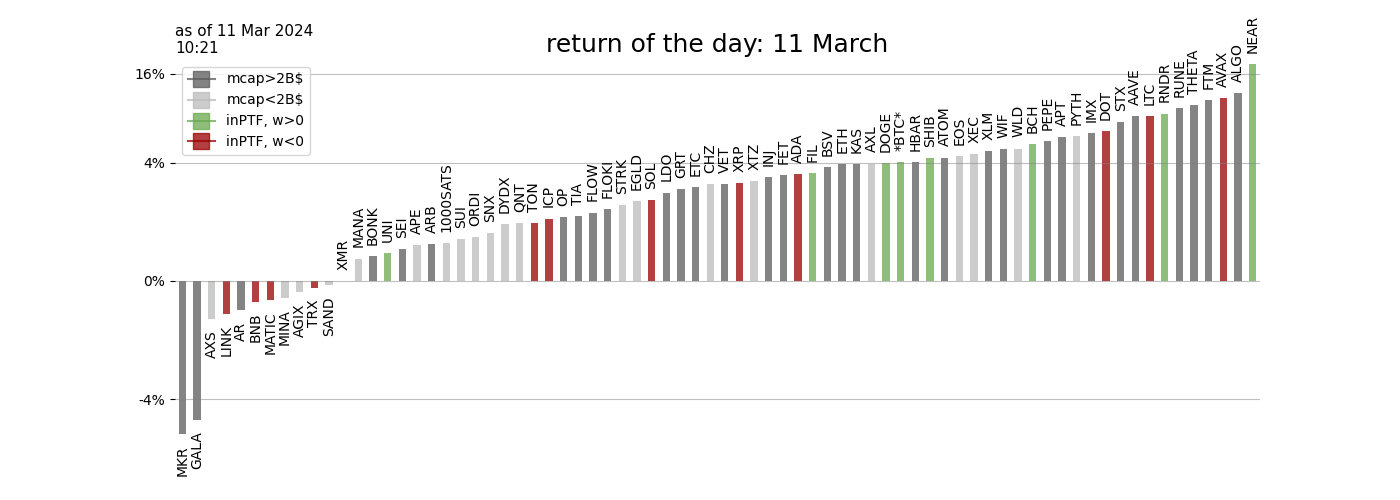 as of 11 Mar 2024
10:21
return of the day: 11 March
mcap>2B$
mcap<2B$
inPTF, w>0
inPTF, w<0
16%
4%
0%
-4%
MKR
GALA
AXS
LINK
AR
BNB
MATIC
MINA
AGIX
TRX
SAND
XMR
MANA
BONK
UNI
SEI
APE
ARB
1000SATS
SUI
ORDI
SNX
DYDX
QNT
TON
ICP
OP
TIA
FLOW
FLOKI
STRK
EGLD
SOL
LDO
GRT
ETC
CHZ
VET
XRP
XTZ
INJ
FET
ADA
FIL
BSV
ETH
KAS
AXL
DOGE
*BTC*
HBAR
SHIB
ATOM
EOS
XEC
XLM
WIF
WLD
BCH
PEPE
APT
PYTH
IMX
DOT
STX
AAVE
LTC
RNDR
RUNE
THETA
FTM
AVAX
ALGO
NEAR